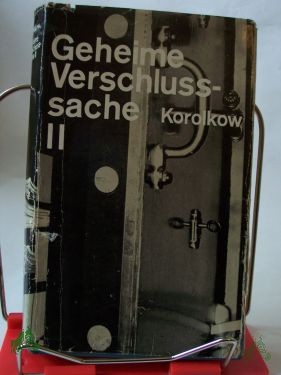 Geheime
Verschluss-
sache Korolkow
II